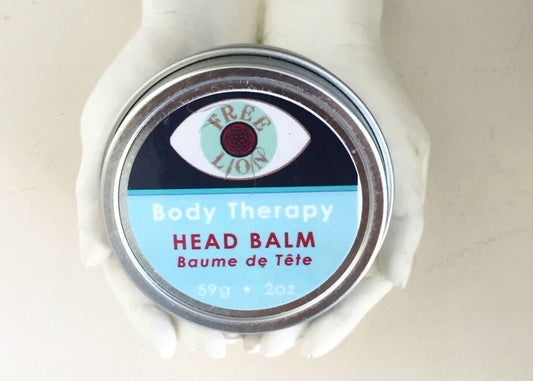 FREE
LION
Body Therapy
HEAD BALM
Baume de Tête
59g • 2oz